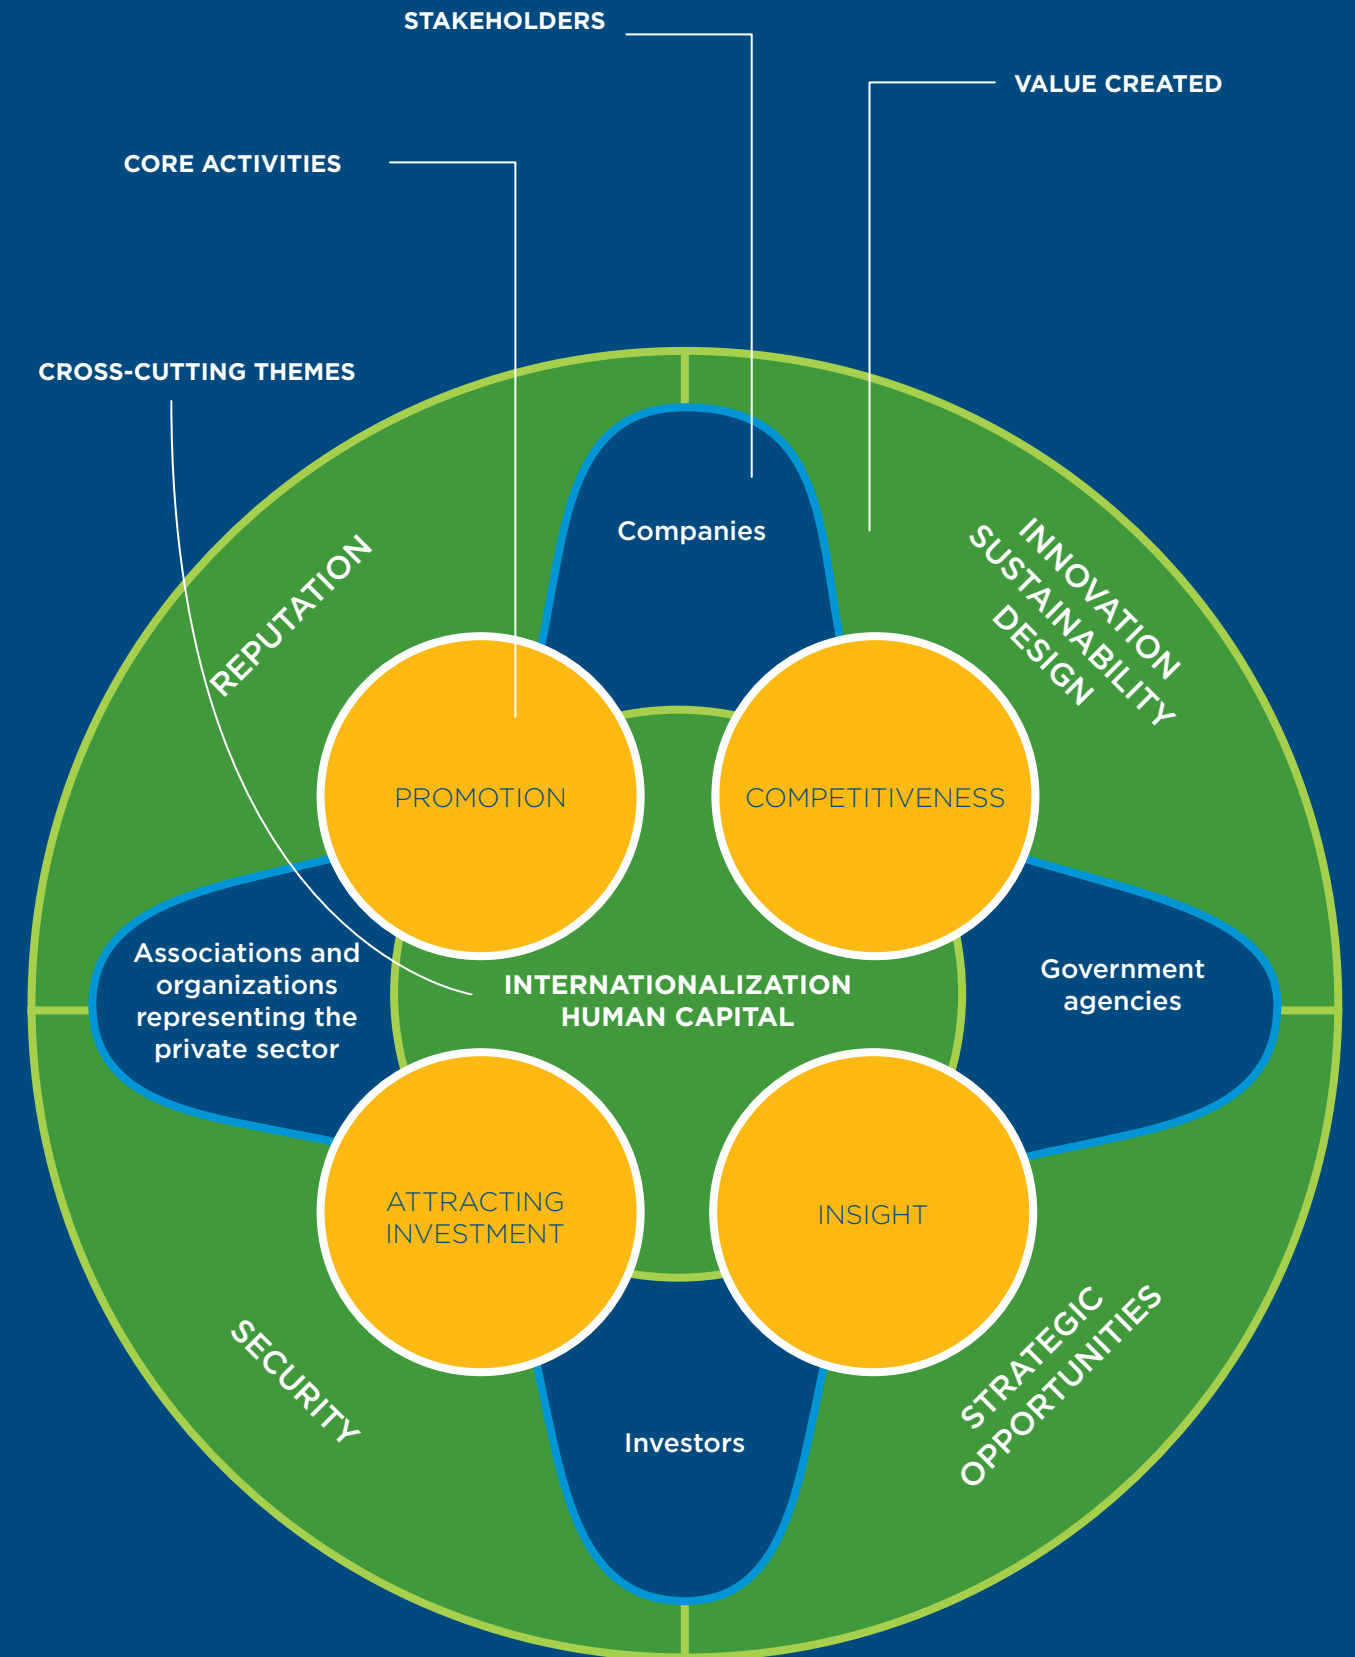 STAKEHOLDERS
VALUE CREATED
CORE ACTIVITIES
CROSS-CUTTING THEMES
Companies
REPUTATION
INNOVATION
SUSTAINABILITY
DESIGN
PROMOTION
COMPETITIVENESS
Associations and
organizations
representing the
private sector
INTERNATIONALIZATION
HUMAN CAPITAL
Government
agencies
ATTRACTING
INVESTMENT
INSIGHT
SECURITY
STRATEGIC
OPPORTUNITIES
Investors